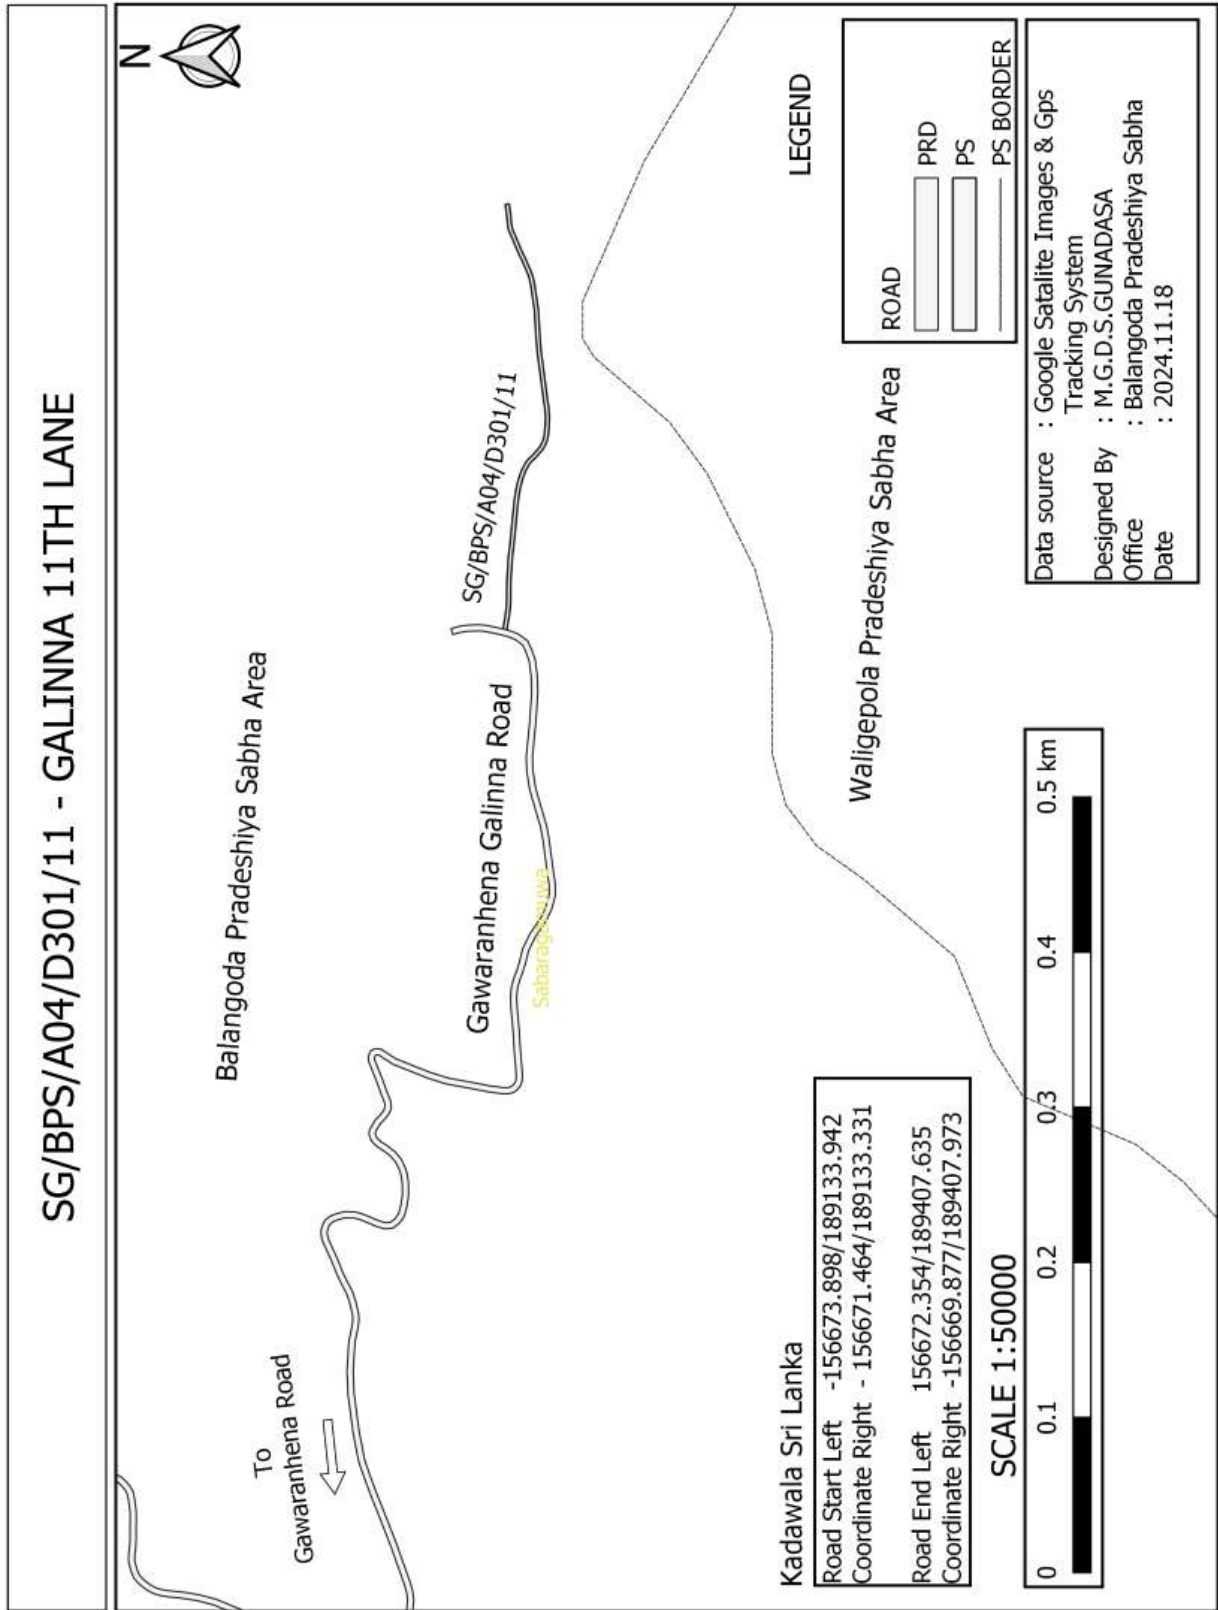 SG/BPS/A04/D301/11 - GALINNA 11TH LANE
N
Balangoda Pradeshiya Sabha Area
SG/BPS/A04/D301/11
Gawaranhena Galinna Road
Sabaragamuwa
To
Gawaranhena Road
Waligepola Pradeshiya Sabha Area
LEGEND
ROAD
PRD
PS
PS BORDER
Kadawala Sri Lanka
Road Start Left -156673.898/189133.942
Coordinate Right - 156671.464/189133.331
Road End Left 156672.354/189407.635
Coordinate Right -156669.877/189407.973
SCALE 1:50000
0 0.1 0.2 0.3 0.4 0.5 km
Data source : Google Satalite Images & Gps
Tracking System
Designed By : M.G.D.S.GUNADASA
Office : Balangoda Pradeshiya Sabha
Date : 2024.11.18